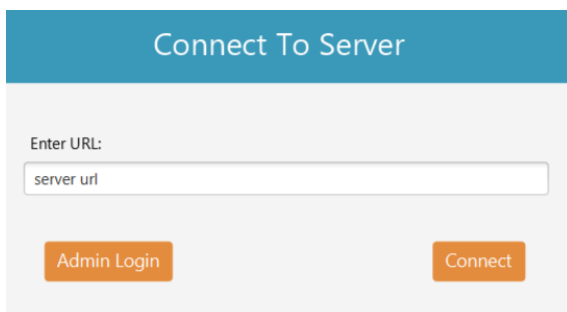 Connect To Server
Enter URL:
server url
Admin Login
Connect